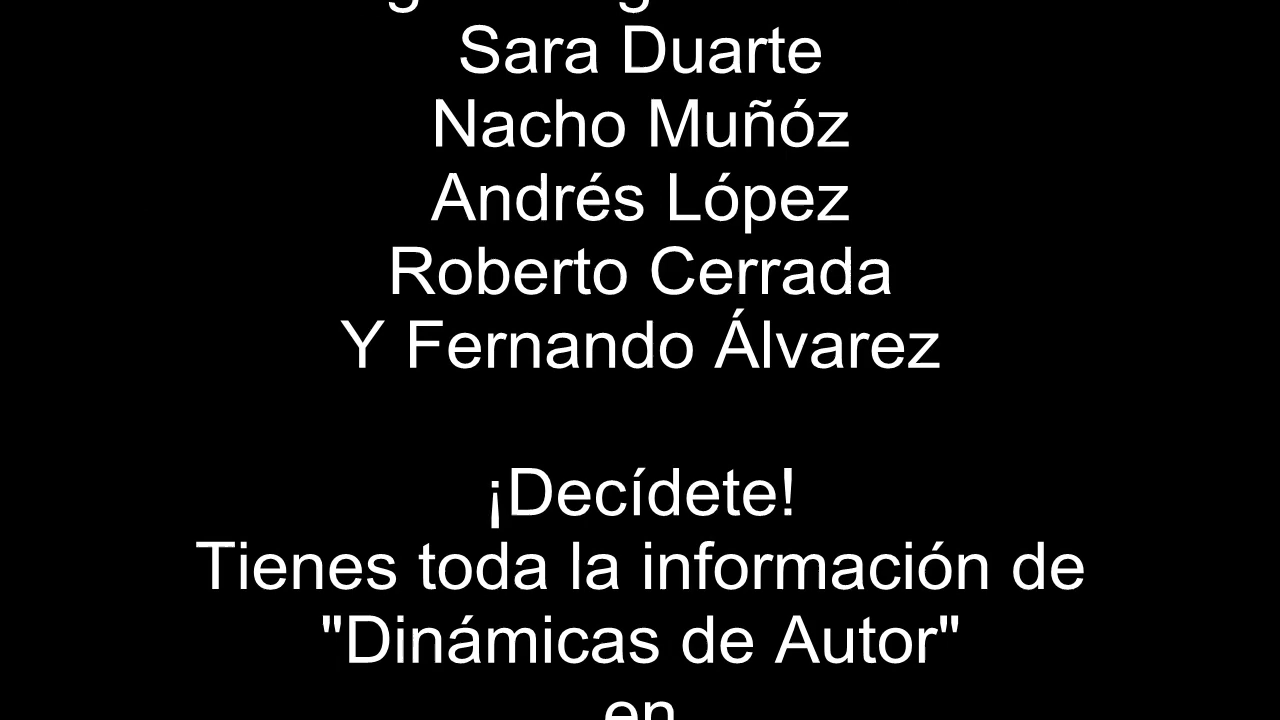 Sara Duarte
Nacho Muñóz
Andrés López
Roberto Cerrada
Y Fernando Álvarez
¡Decídete!
Tienes toda la información de
"Dinámicas de Autor"
en